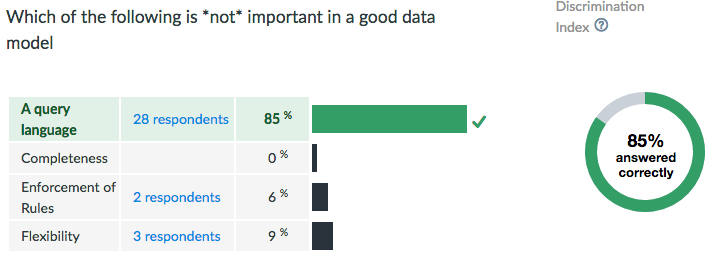 Which of the following is *not* important in a good data
model
Discrimination
Index ?
A query
language
28 respondents
85 %
Completeness
0 %
Enforcement of
Rules
2 respondents
6 %
Flexibility
3 respondents
9 %
85%
answered
correctly